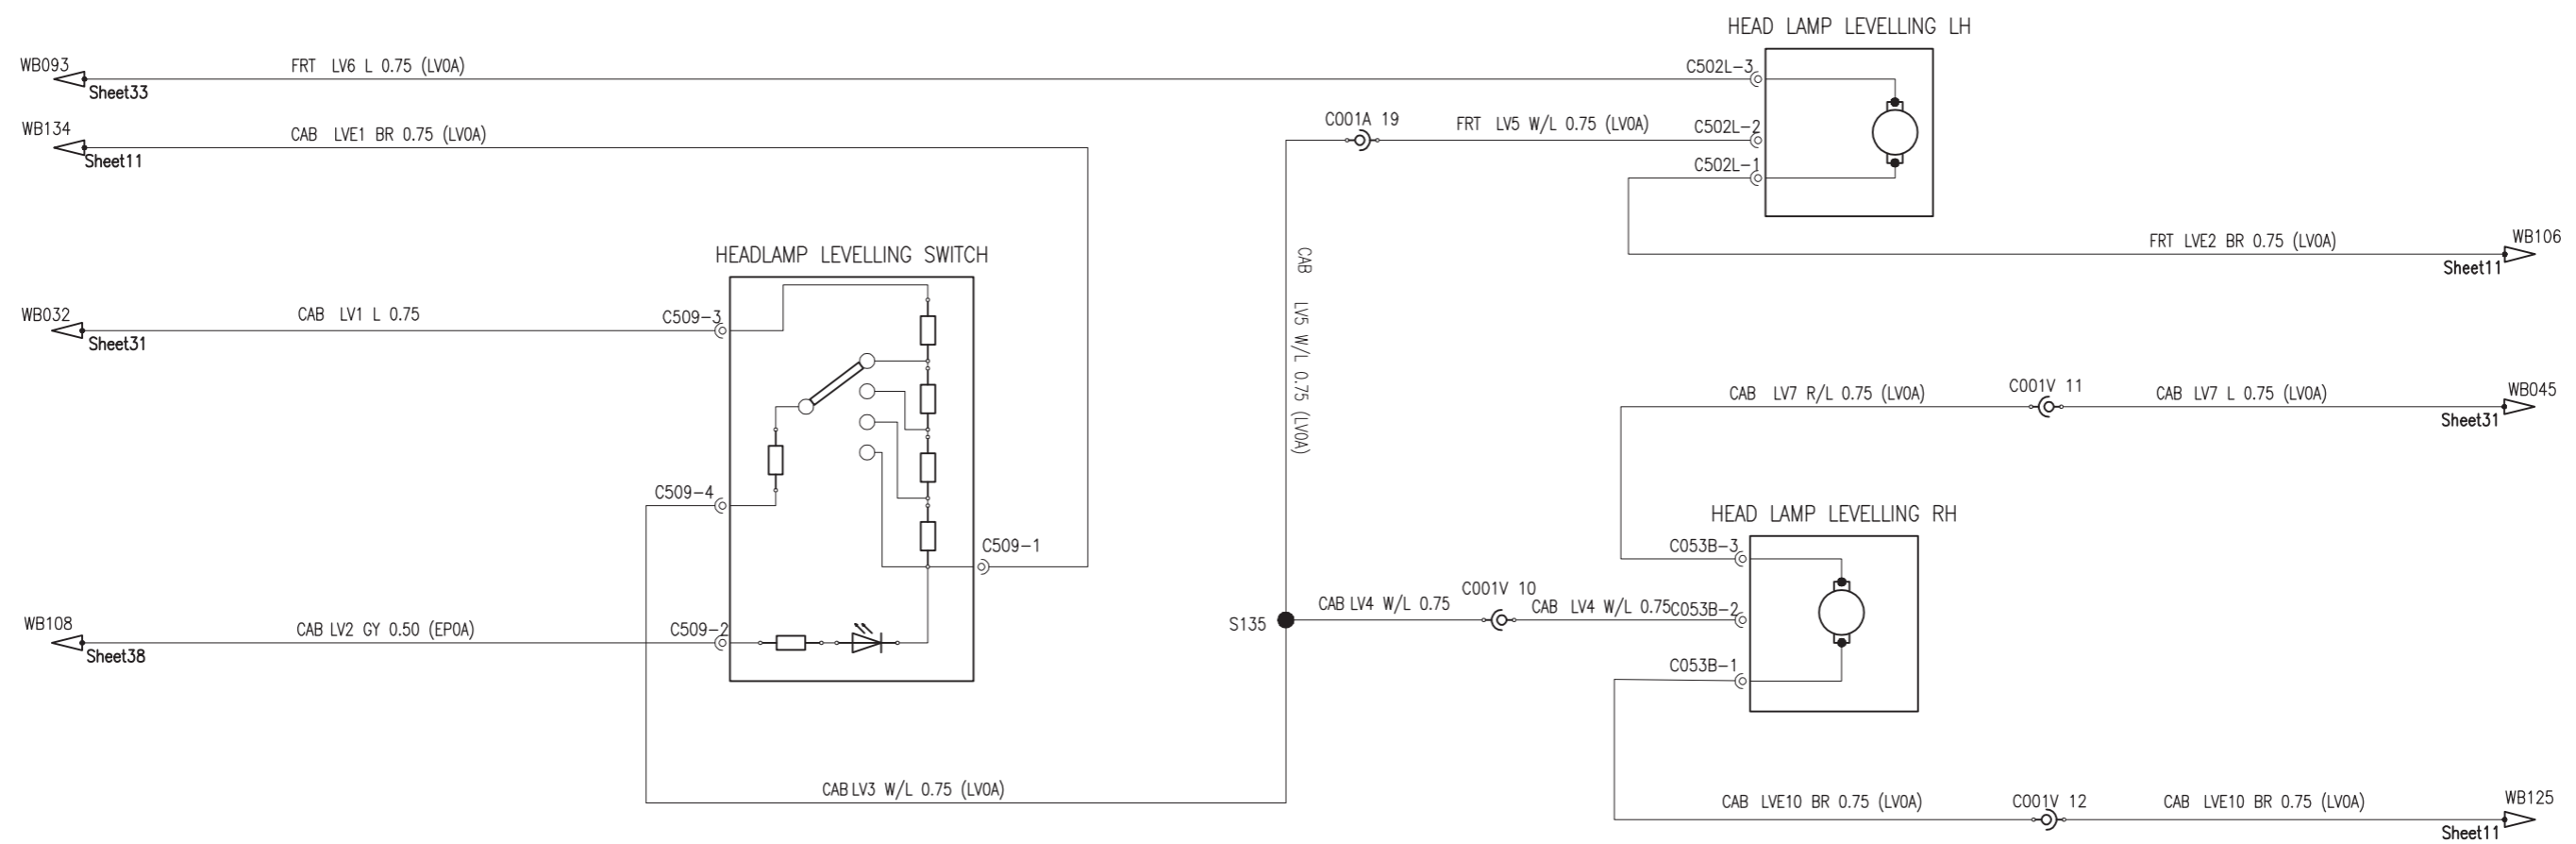 HEAD LAMP LEVELLING LH
WB093
FRT LV6 L 0.75 (LV0A)
C502L-3
Sheet33
WB134
CAB LVE1 BR 0.75 (LV0A)
C001A 19
FRT LV5 W/L 0.75 (LV0A)
C502L-2
Sheet11
C502L-1
FRT LVE2 BR 0.75 (LV0A)
WB106
Sheet11
HEADLAMP LEVELLING SWITCH
CAB LV5 W/L 0.75 (LV0A)
WB032
CAB LV1 L 0.75
C509-3
Sheet31
CAB LV7 R/L 0.75 (LV0A)
C001V 11
CAB LV7 L 0.75 (LV0A)
WB045
Sheet31
C509-4
HEAD LAMP LEVELLING RH
C509-1
C053B-3
WB108
CAB LV2 GY 0.50 (EP0A)
C509-2
Sheet38
S135
CAB LV4 W/L 0.75
C001V 10
CAB LV4 W/L 0.75
C053B-2
C053B-1
CAB LV3 W/L 0.75 (LV0A)
CAB LVE10 BR 0.75 (LV0A)
C001V 12
CAB LVE10 BR 0.75 (LV0A)
WB125
Sheet11